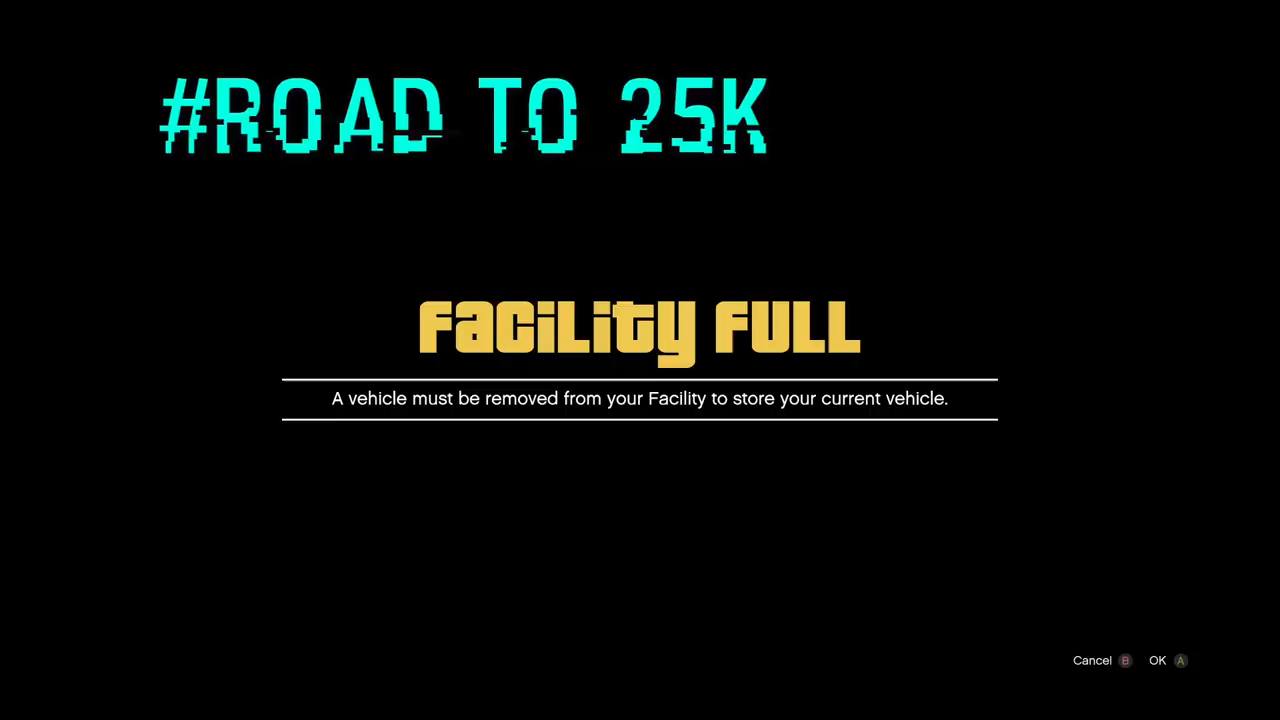 #ROAD TO 25K
Facility Full
A vehicle must be removed from your Facility to store your current vehicle.
Cancel B OK A